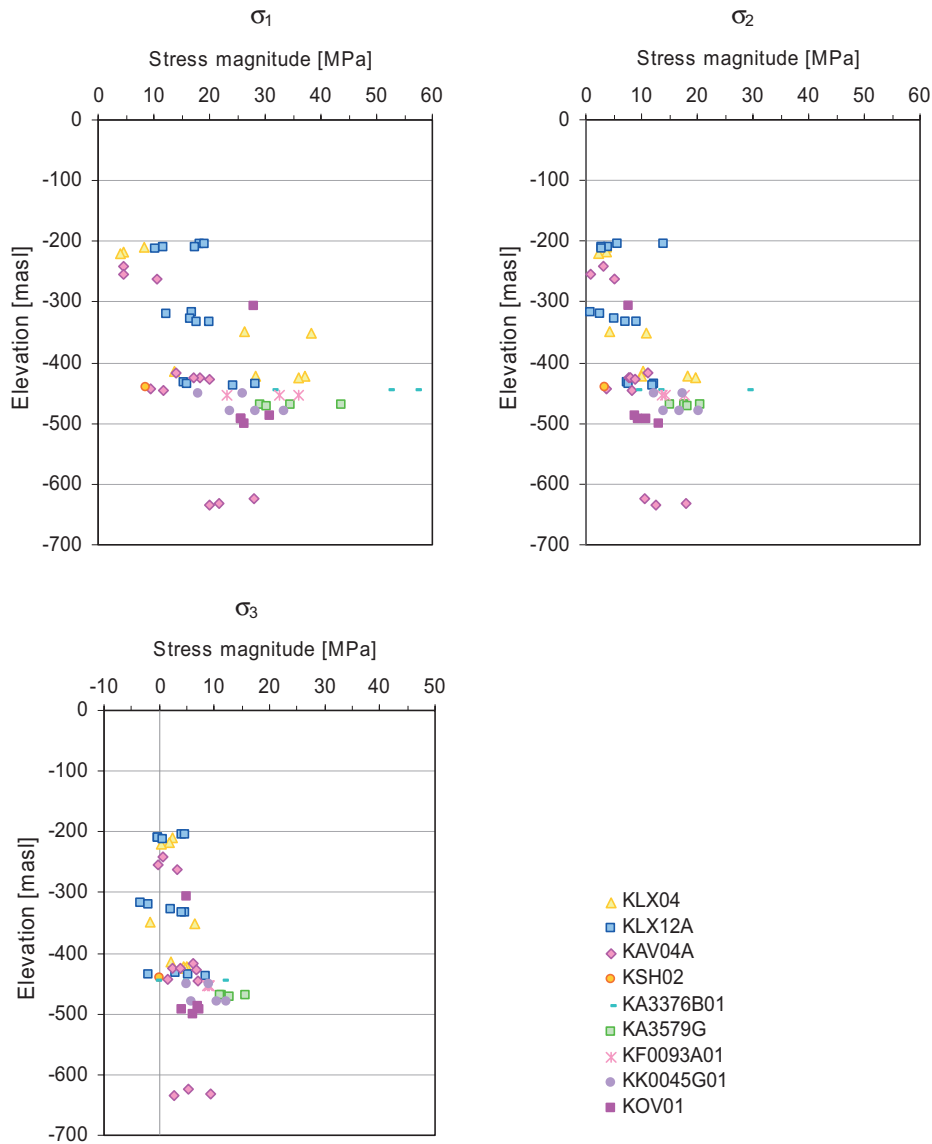 σ1
Stress magnitude [MPa]
0 10 20 30 40 50 60
0
-100
-200
-300
-400
-500
-600
-700
Elevation [masl]
σ2
Stress magnitude [MPa]
0 20 40 60
0
-100
-200
-300
-400
-500
-600
-700
Elevation [masl]
σ3
Stress magnitude [MPa]
-10 0 10 20 30 40 50
0
-100
-200
-300
-400
-500
-600
-700
Elevation [masl]
KLX04
KLX12A
KAV04A
KSH02
KA3376B01
KA3579G
KF0093A01
KK0045G01
KOV01